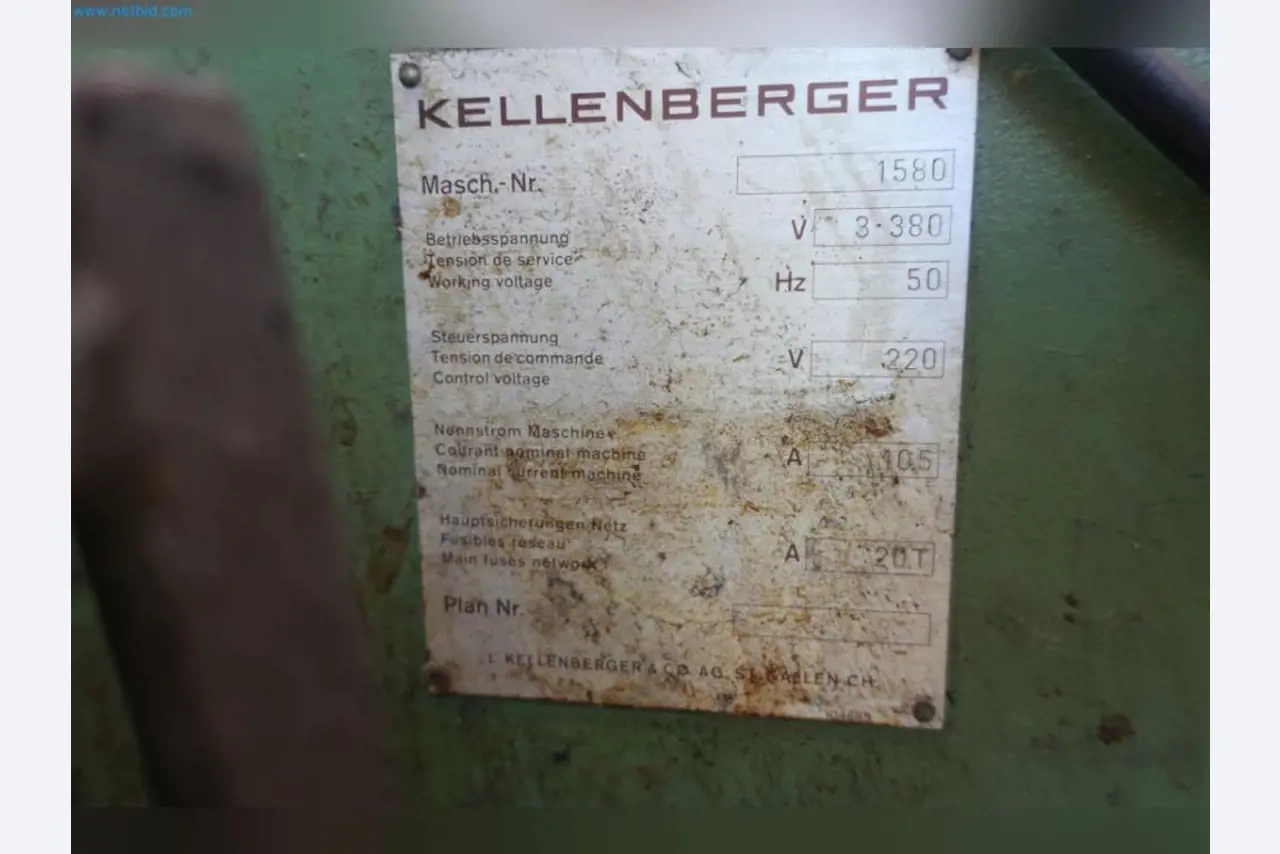 www.netbid.com
KELLENBERGER
Masch.-Nr. 1580
Betriebsspannung V 3·380
Tension de service
Working voltage Hz 50
Steuerspannung
Tension de commande V 220
Control voltage
Nennstrom Maschine
Courant nominal machine A 10.5
Nominal current machine
Hauptsicherungen Netz
Fusibles réseau A 20T
Main fuses network
Plan Nr.
L. KELLENBERGER & CO. AG. ST. GALLEN CH.